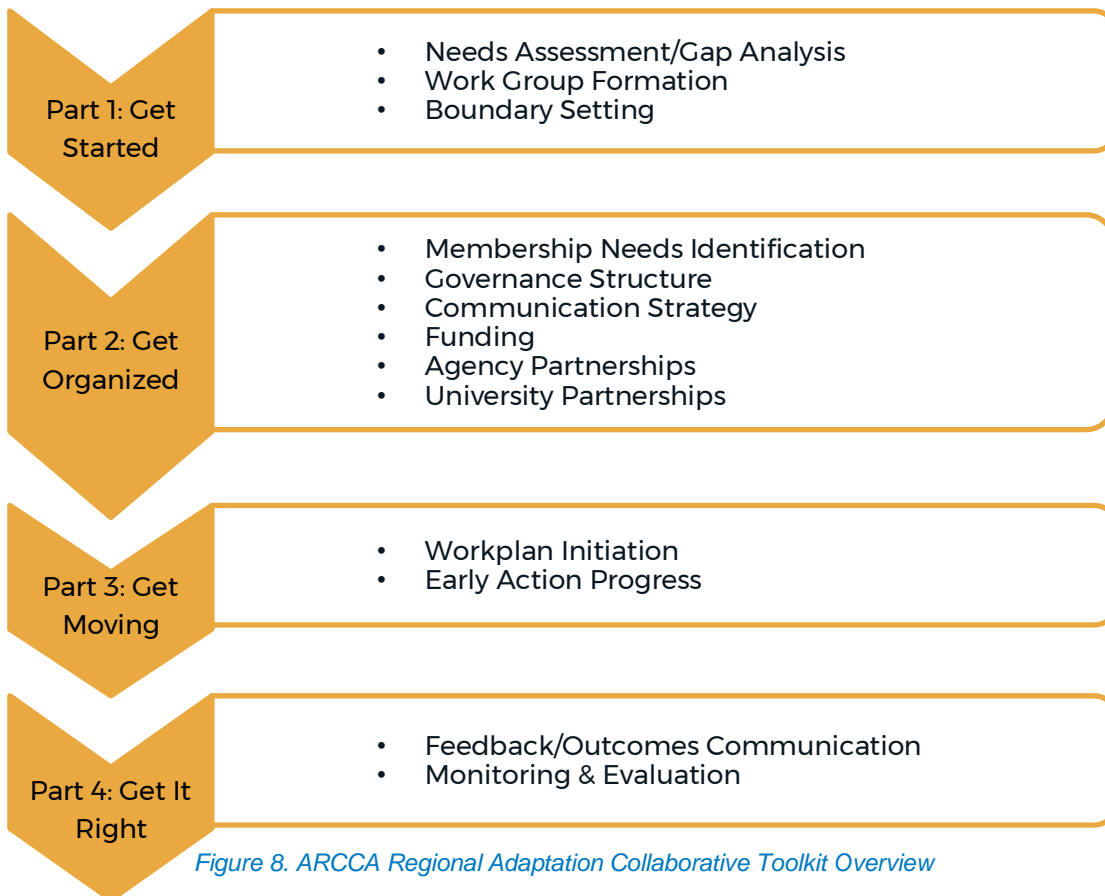 Part 1: Get
Started
• Needs Assessment/Gap Analysis
• Work Group Formation
• Boundary Setting
Part 2: Get
Organized
• Membership Needs Identification
• Governance Structure
• Communication Strategy
• Funding
• Agency Partnerships
• University Partnerships
Part 3: Get
Moving
• Workplan Initiation
• Early Action Progress
Part 4: Get It
Right
• Feedback/Outcomes Communication
• Monitoring & Evaluation
Figure 8. ARCCA Regional Adaptation Collaborative Toolkit Overview